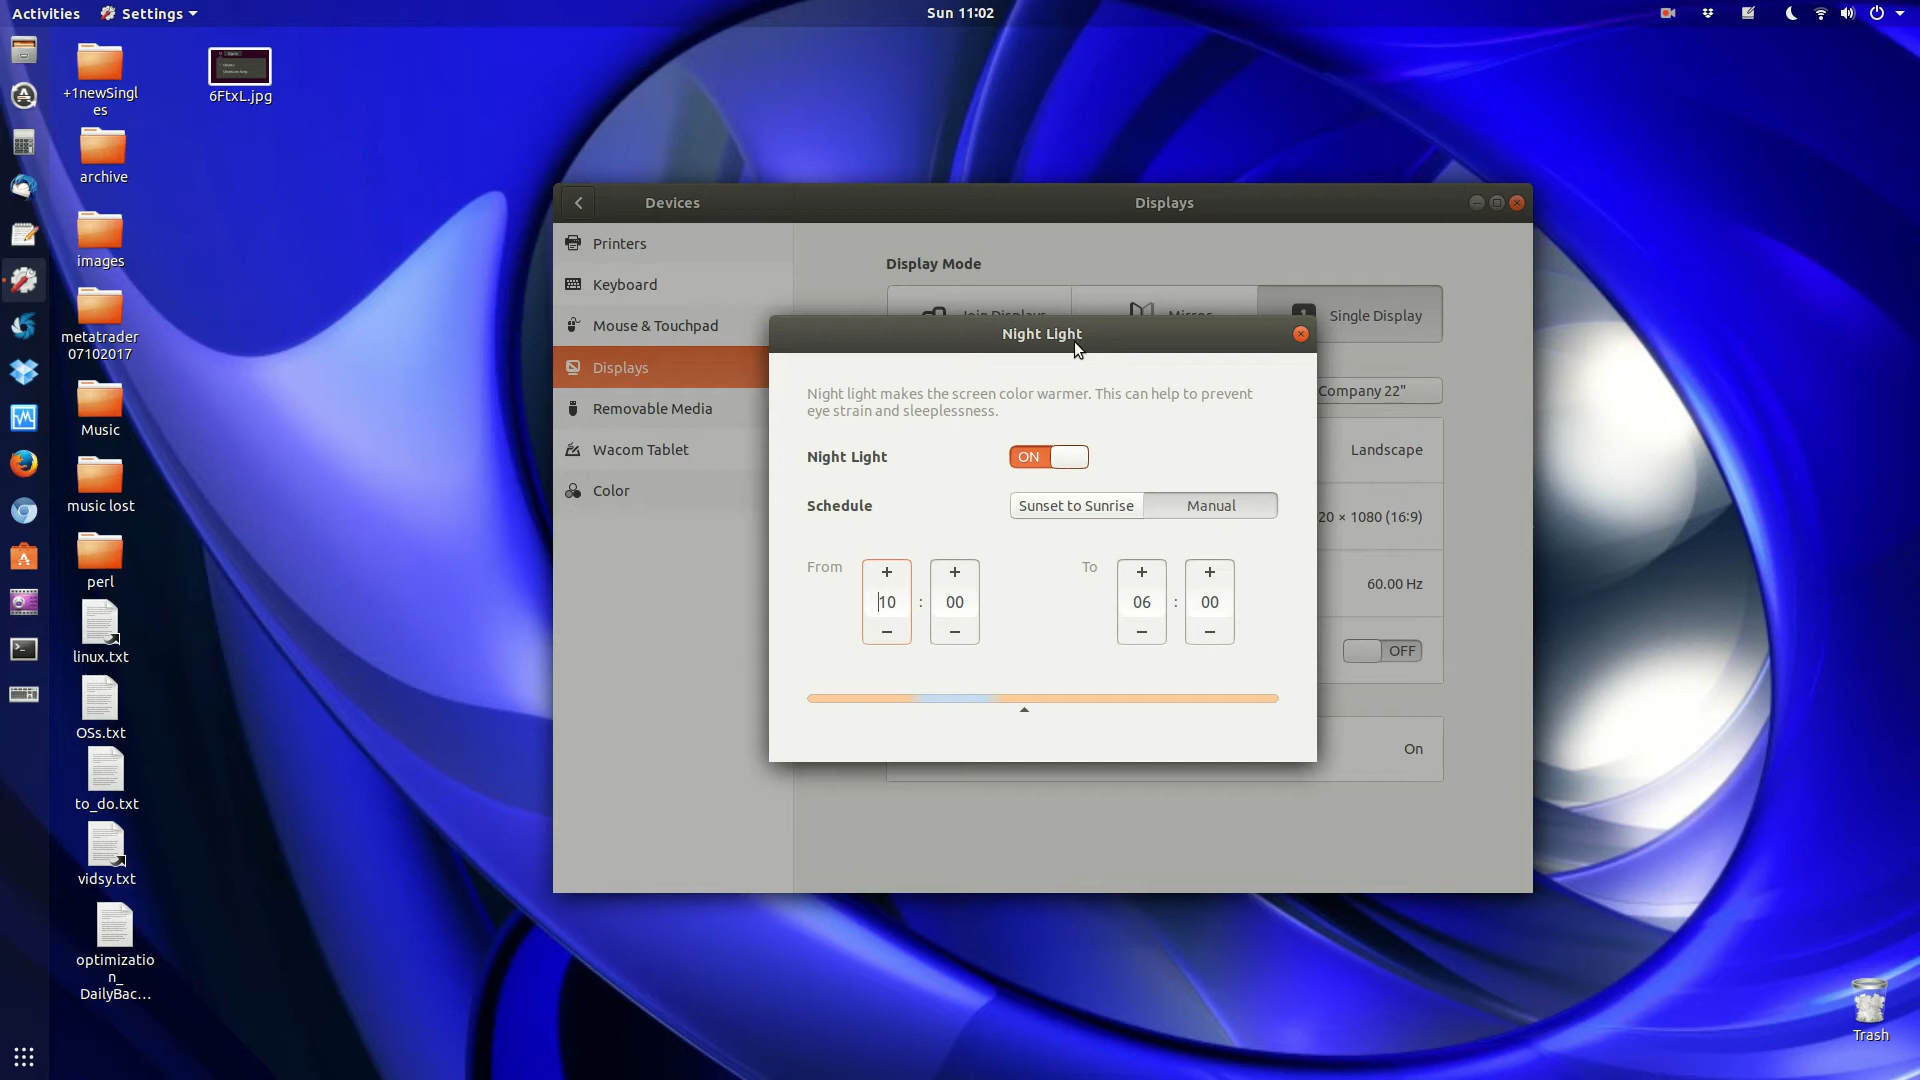 Activities
Settings
Sun 11:02
+1newSingl
es
6FtxL.jpg
archive
images
metatrader
07102017
Music
music lost
perl
linux.txt
OSs.txt
to_do.txt
vidsy.txt
optimizatio
n_
DailyBac...
Trash
Devices
Displays
Printers
Keyboard
Mouse & Touchpad
Displays
Removable Media
Wacom Tablet
Color
Display Mode
Single Display
Company 22"
Landscape
20 × 1080 (16:9)
60.00 Hz
OFF
On
Night Light
Night light makes the screen color warmer. This can help to prevent
eye strain and sleeplessness.
Night Light ON
Schedule Sunset to Sunrise Manual
From + + To + +
10 : 00 06 : 00
− − − −